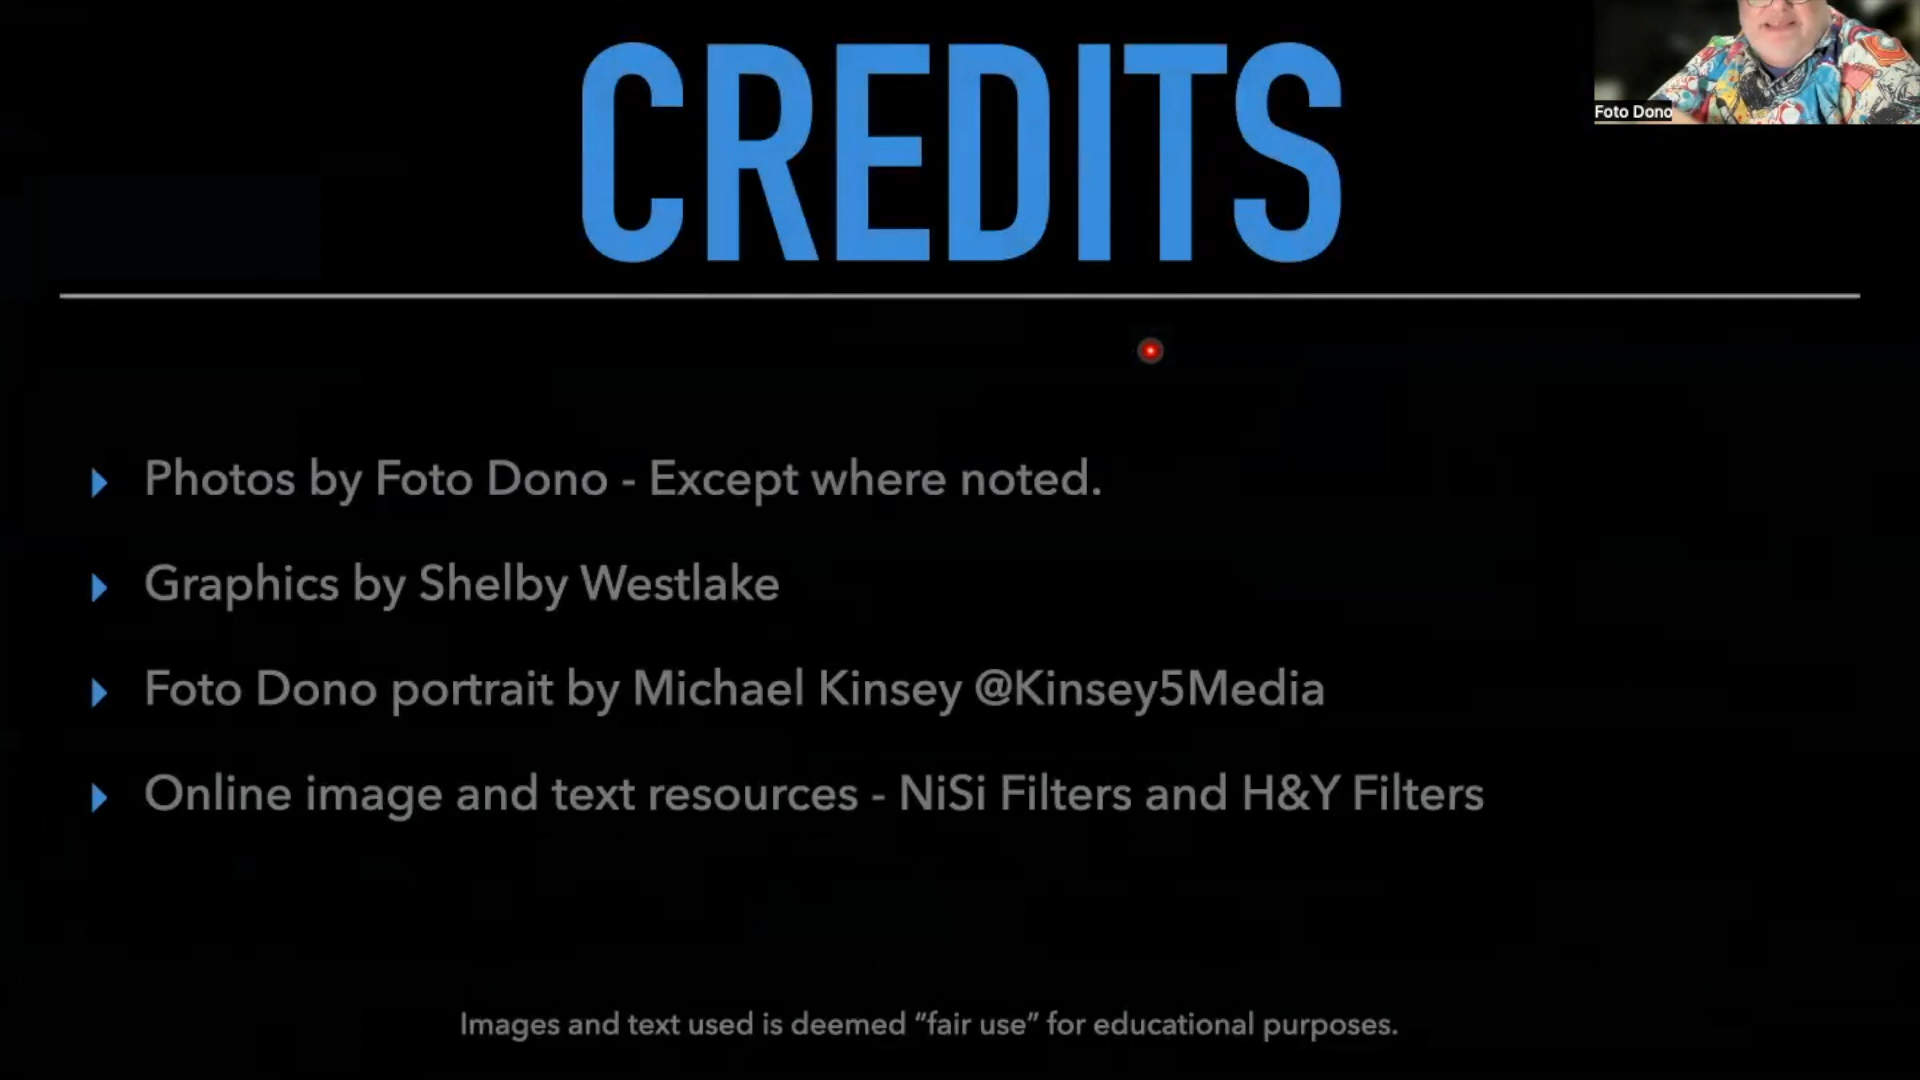 CREDITS
Foto Dono
Photos by Foto Dono - Except where noted.
Graphics by Shelby Westlake
Foto Dono portrait by Michael Kinsey @Kinsey5Media
Online image and text resources - NiSi Filters and H&Y Filters
Images and text used is deemed “fair use” for educational purposes.